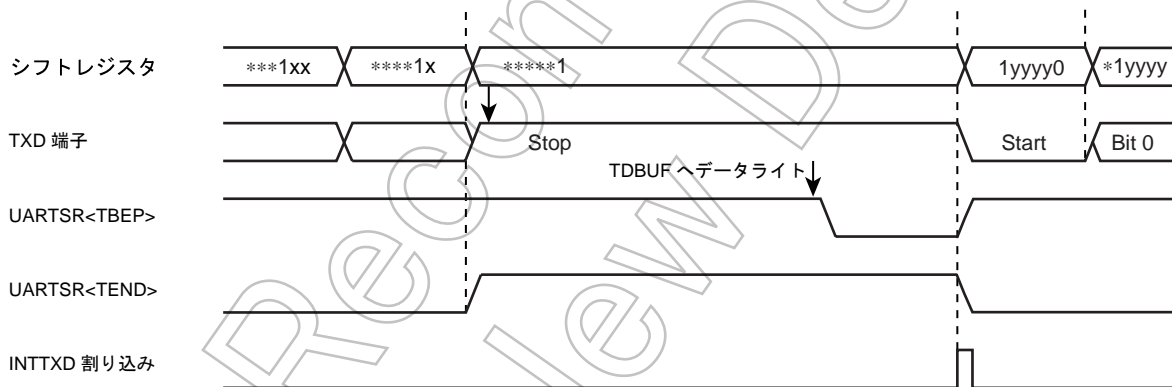 シフトレジスタ ***1xx ****1x *****1 1yyyy0 *1yyyy
TXD 端子 Stop Start Bit 0
TDBUF へデータライト
UARTSR<TBEP>
UARTSR<TEND>
INTTXD 割り込み